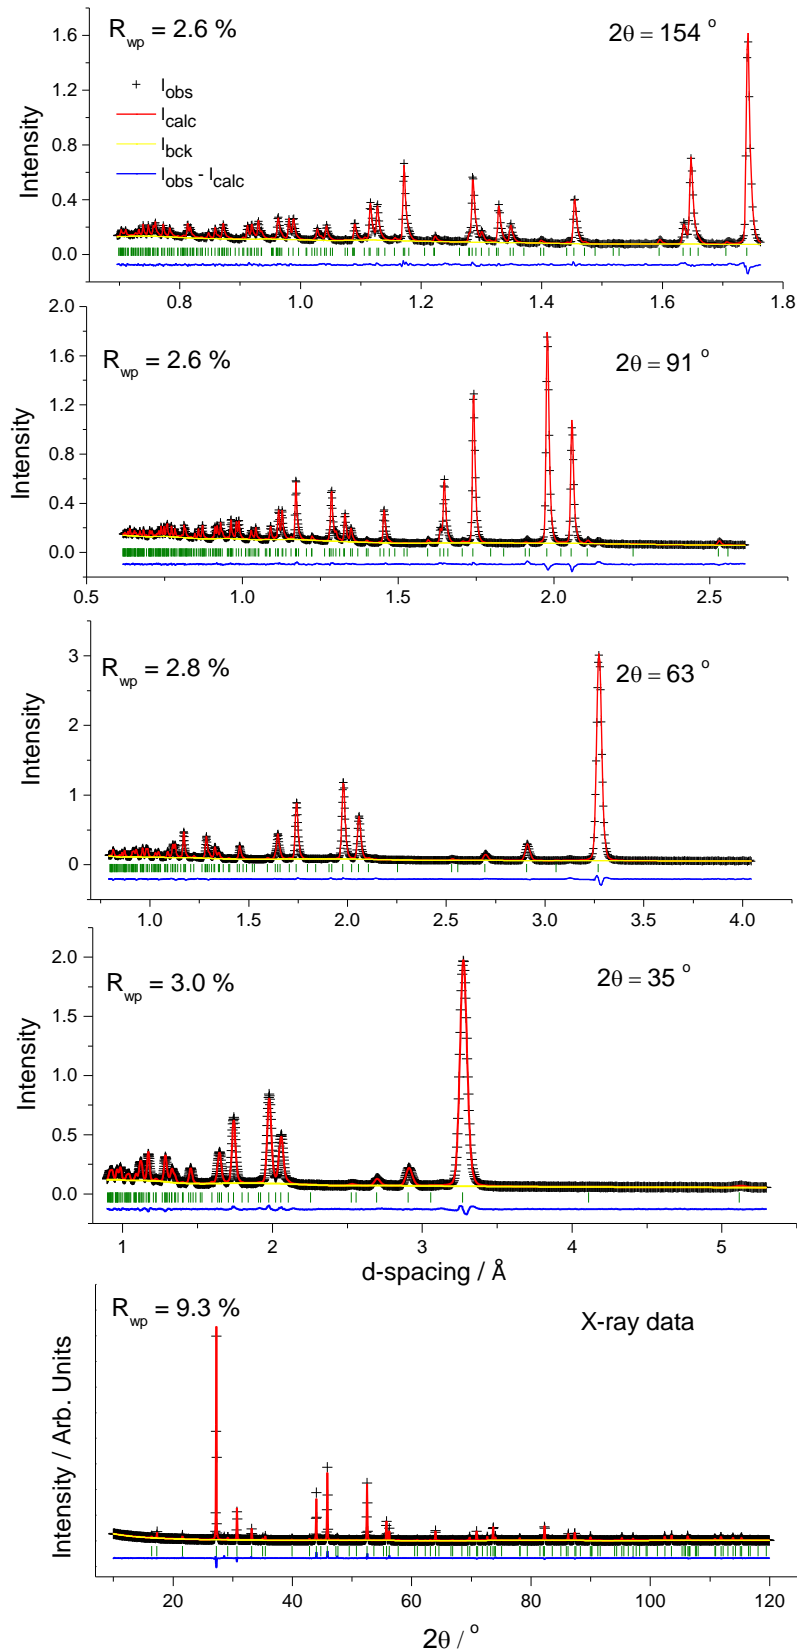 R_wp = 2.6 %
2θ = 154 °
I_obs
I_calc
I_bck
I_obs - I_calc
Intensity
1.6
1.2
0.8
0.4
0.0
0.8 1.0 1.2 1.4 1.6 1.8
R_wp = 2.6 %
2θ = 91 °
Intensity
2.0
1.6
1.2
0.8
0.4
0.0
0.5 1.0 1.5 2.0 2.5
R_wp = 2.8 %
2θ = 63 °
Intensity
3
2
1
0
1.0 1.5 2.0 2.5 3.0 3.5 4.0
R_wp = 3.0 %
2θ = 35 °
Intensity
2.0
1.5
1.0
0.5
0.0
1 2 3 4 5
d-spacing / Å
R_wp = 9.3 %
X-ray data
Intensity / Arb. Units
20 40 60 80 100 120
2θ / °